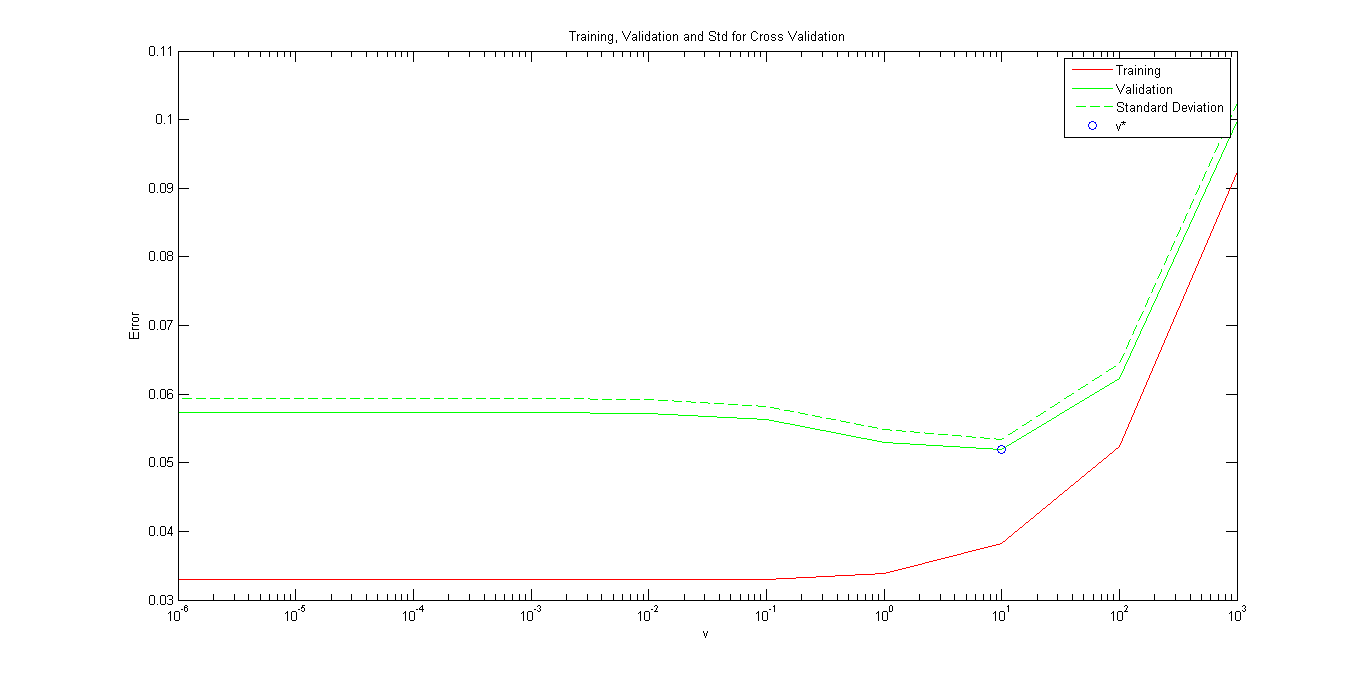 Training, Validation and Std for Cross Validation
0.11
0.1
0.09
0.08
0.07
0.06
0.05
0.04
0.03
Error
Training
Validation
Standard Deviation
v*
10^-6 10^-5 10^-4 10^-3 10^-2 10^-1 10^0 10^1 10^2 10^3
v